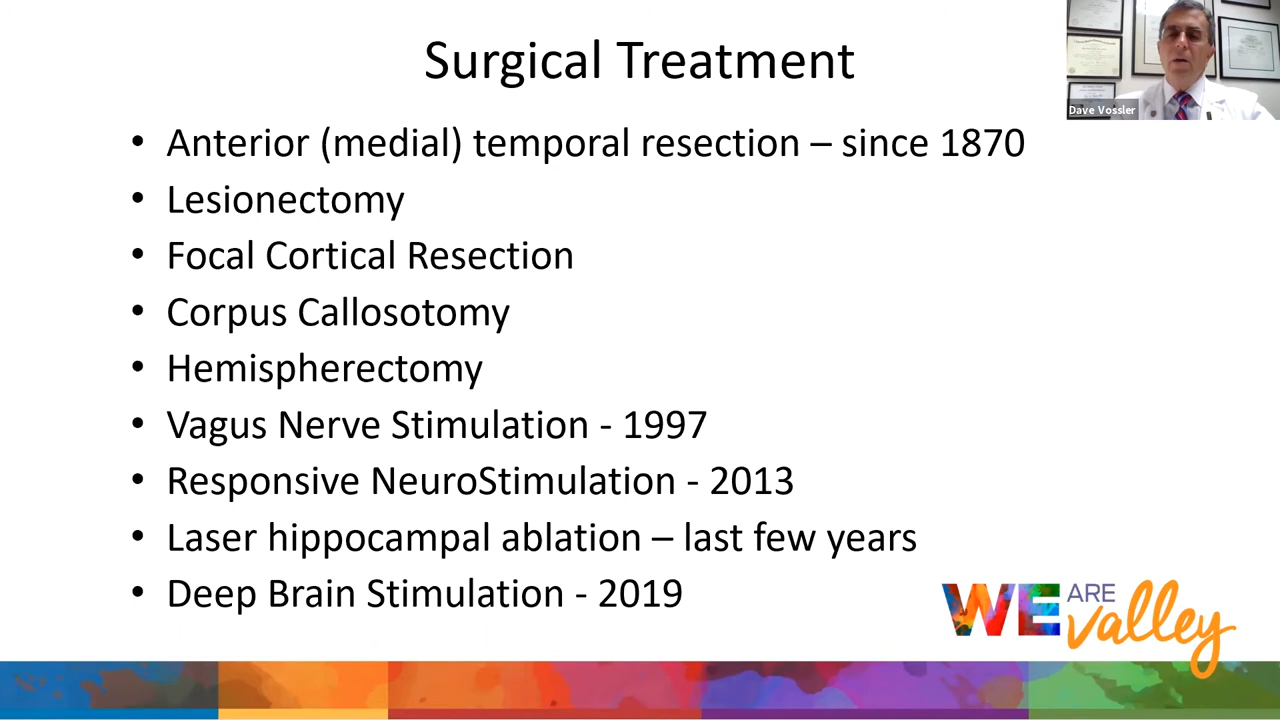 Surgical Treatment
Dave Vossler
• Anterior (medial) temporal resection – since 1870
• Lesionectomy
• Focal Cortical Resection
• Corpus Callosotomy
• Hemispherectomy
• Vagus Nerve Stimulation - 1997
• Responsive NeuroStimulation - 2013
• Laser hippocampal ablation – last few years
• Deep Brain Stimulation - 2019
WE ARE valley